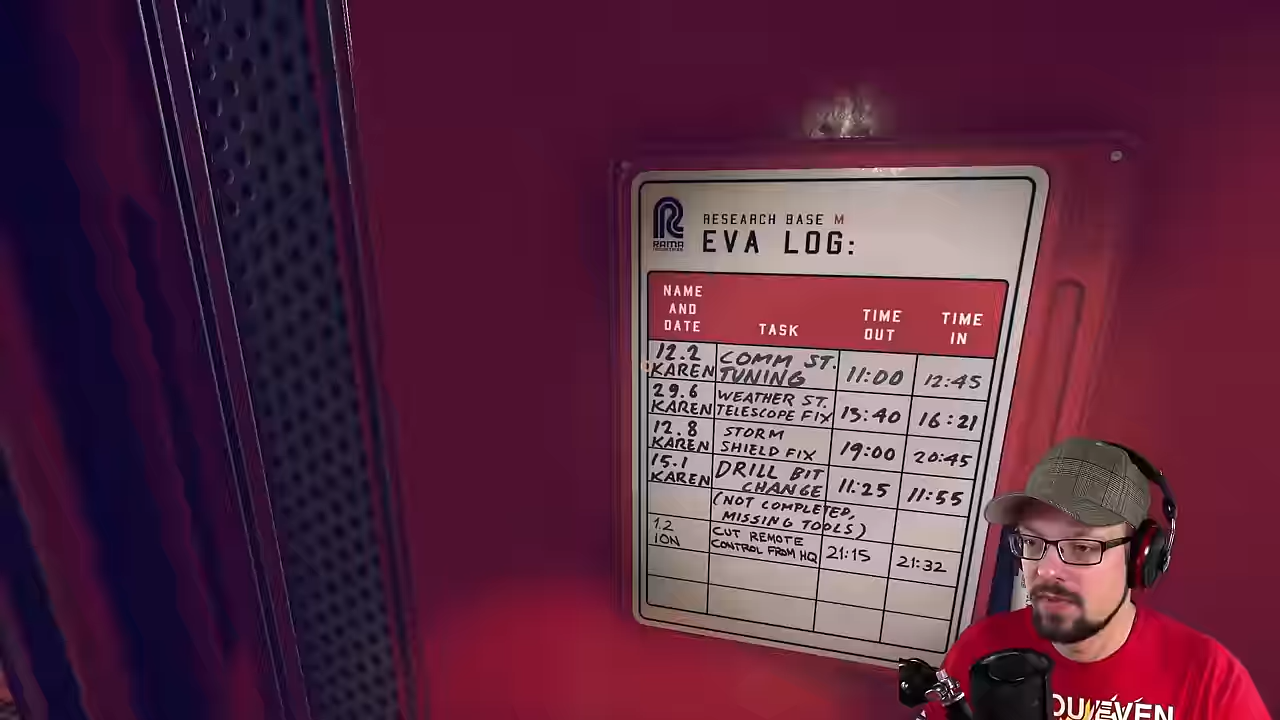 R
RAMA
RESEARCH BASE M
EVA LOG:
NAME AND DATE TASK TIME OUT TIME IN
12.2 KAREN COMM ST. TUNING 11:00 12:45
29.6 KAREN WEATHER ST. TELESCOPE FIX 13:40 16:21
12.8 KAREN STORM SHIELD FIX 19:00 20:45
15.1 KAREN DRILL BIT CHANGE 11:25 11:55
(NOT COMPLETED, MISSING TOOLS)
1.2 ION CUT REMOTE CONTROL FROM HQ 21:15 21:32